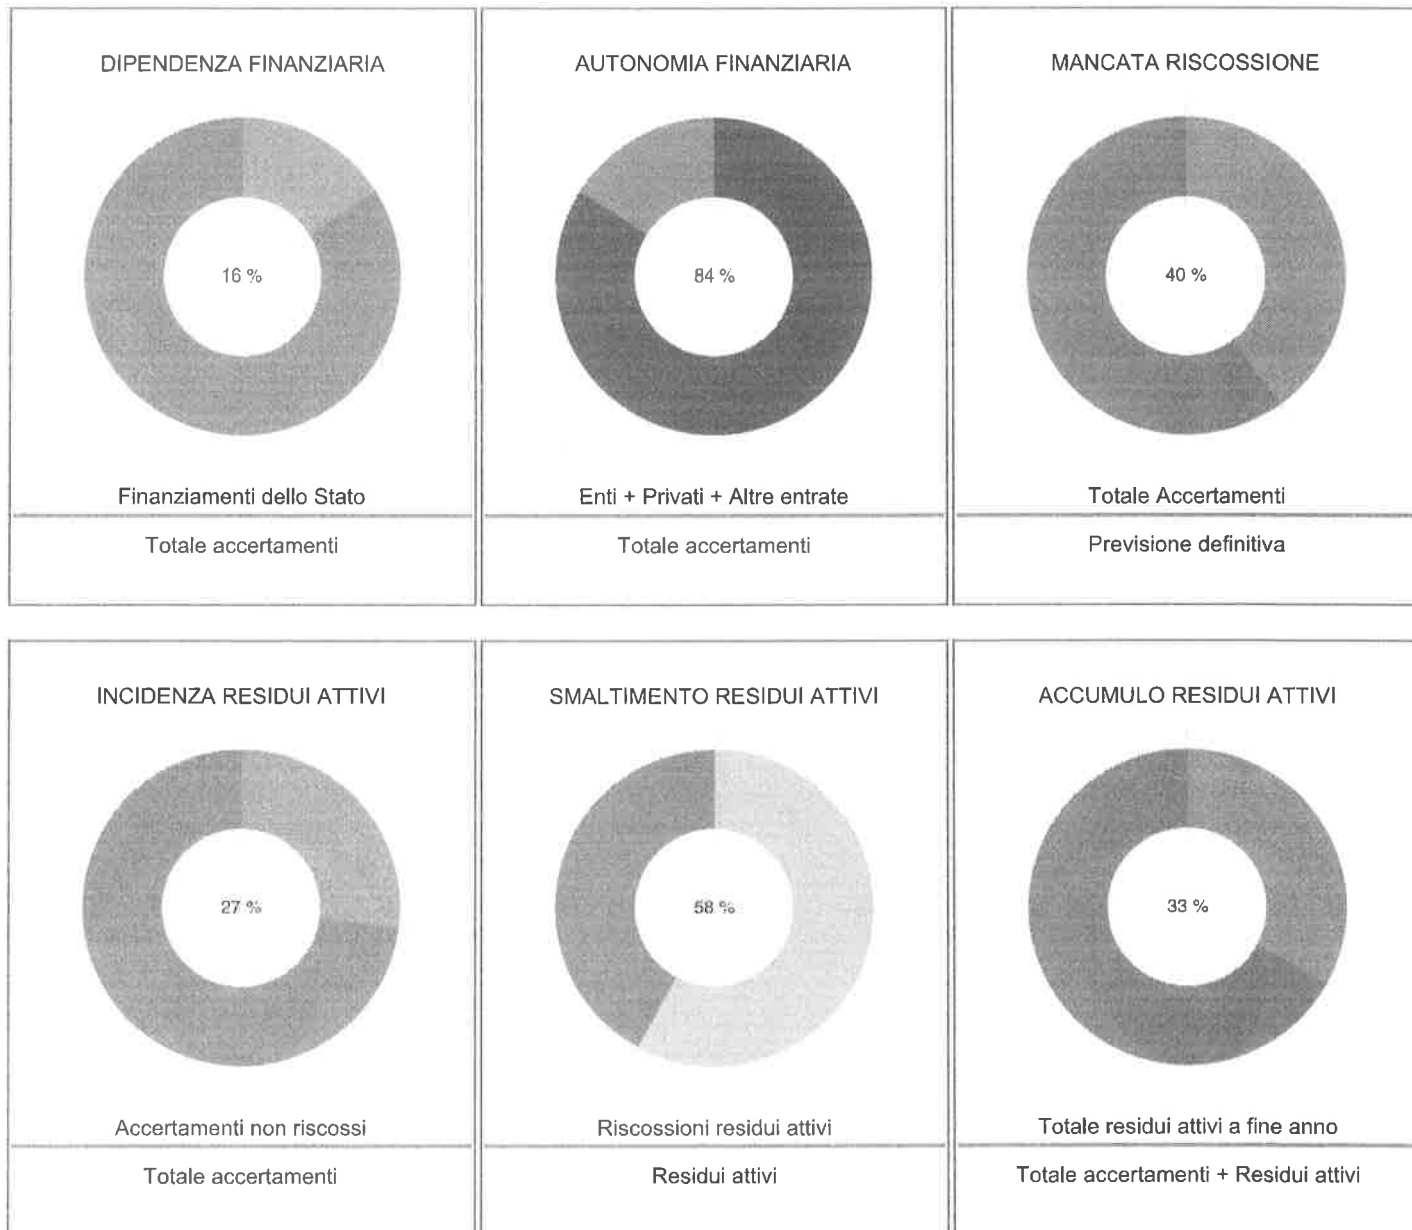 DIPENDENZA FINANZIARIA
16 %
Finanziamenti dello Stato
Totale accertamenti
AUTONOMIA FINANZIARIA
84 %
Enti + Privati + Altre entrate
Totale accertamenti
MANCATA RISCOSSIONE
40 %
Totale Accertamenti
Previsione definitiva
INCIDENZA RESIDUI ATTIVI
27 %
Accertamenti non riscossi
Totale accertamenti
SMALTIMENTO RESIDUI ATTIVI
58 %
Riscossioni residui attivi
Residui attivi
ACCUMULO RESIDUI ATTIVI
33 %
Totale residui attivi a fine anno
Totale accertamenti + Residui attivi